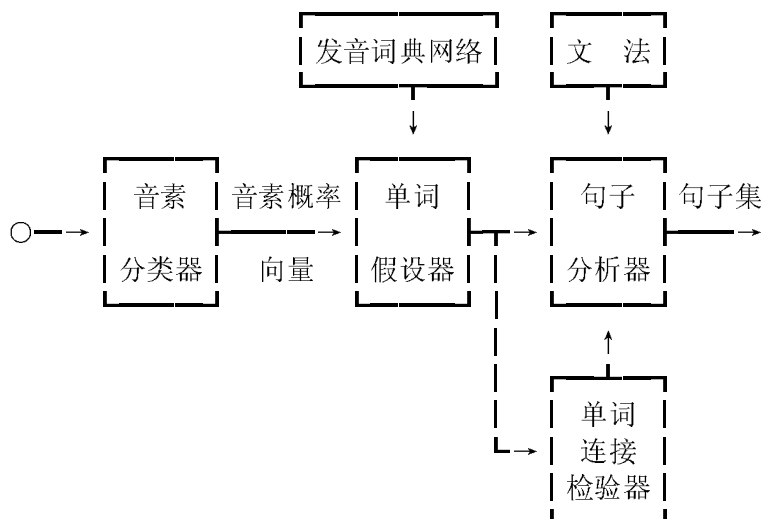 发音词典网络
文 法
音素
分类器
音素概率
向量
单词
假设器
句子
分析器
句子集
单词
连接
检验器